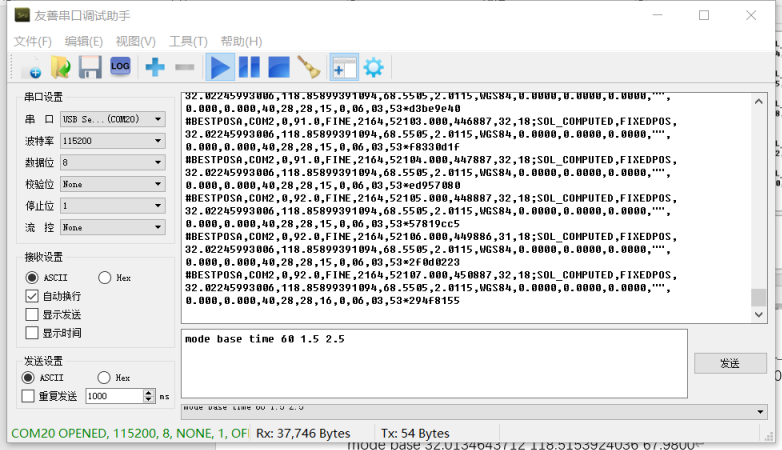 友善串口调试助手
文件(F) 编辑(E) 视图(V) 工具(T) 帮助(H)
LOG
串口设置
串 口 USB Se...(COM20)
波特率 115200
数据位 8
校验位 None
停止位 1
流 控 None
接收设置
ASCII Hex
自动换行
显示发送
显示时间
发送设置
ASCII Hex
重复发送 1000 ms
32.02245993006,118.85899391094,68.5505,2.0115,WGS84,0.0000,0.0000,0.0000,"",
0.000,0.000,40,28,28,15,0,06,03,53*d3be9e40
#BESTPOSA,COM2,0,91.0,FINE,2164,52103.000,446887,32,18;SOL_COMPUTED,FIXEDPOS,
32.02245993006,118.85899391094,68.5505,2.0115,WGS84,0.0000,0.0000,0.0000,"",
0.000,0.000,40,28,28,15,0,06,03,53*f8330d1f
#BESTPOSA,COM2,0,91.0,FINE,2164,52104.000,447887,32,18;SOL_COMPUTED,FIXEDPOS,
32.02245993006,118.85899391094,68.5505,2.0115,WGS84,0.0000,0.0000,0.0000,"",
0.000,0.000,40,28,28,15,0,06,03,53*ed957080
#BESTPOSA,COM2,0,92.0,FINE,2164,52105.000,448887,32,18;SOL_COMPUTED,FIXEDPOS,
32.02245993006,118.85899391094,68.5505,2.0115,WGS84,0.0000,0.0000,0.0000,"",
0.000,0.000,40,28,28,15,0,06,03,53*57819cc5
#BESTPOSA,COM2,0,92.0,FINE,2164,52106.000,449886,31,18;SOL_COMPUTED,FIXEDPOS,
32.02245993006,118.85899391094,68.5505,2.0115,WGS84,0.0000,0.0000,0.0000,"",
0.000,0.000,40,28,28,15,0,06,03,53*2f0d0223
#BESTPOSA,COM2,0,92.0,FINE,2164,52107.000,450887,32,18;SOL_COMPUTED,FIXEDPOS,
32.02245993006,118.85899391094,68.5505,2.0115,WGS84,0.0000,0.0000,0.0000,"",
0.000,0.000,40,28,28,16,0,06,03,53*294f8155
mode base time 60 1.5 2.5
发送
mode base time 60 1.5 2.5
COM20 OPENED, 115200, 8, NONE, 1, OF Rx: 37,746 Bytes Tx: 54 Bytes
mode base 32.0134643712 118.5153924036 67.9800